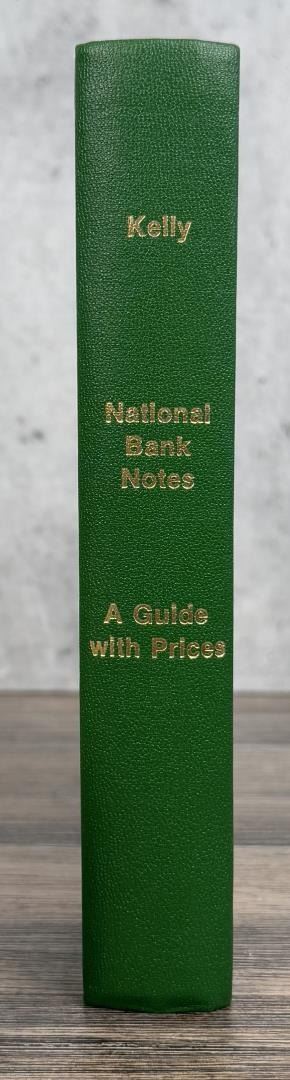 Kelly
National
Bank
Notes
A Guide
with Prices